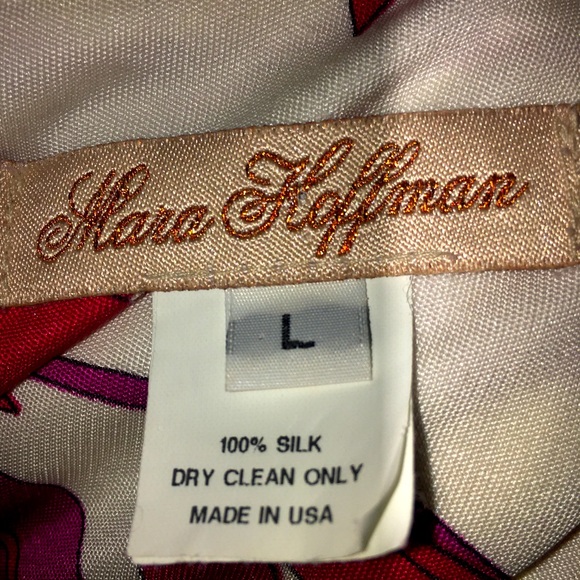 Mara Hoffman
L
100% SILK
DRY CLEAN ONLY
MADE IN USA